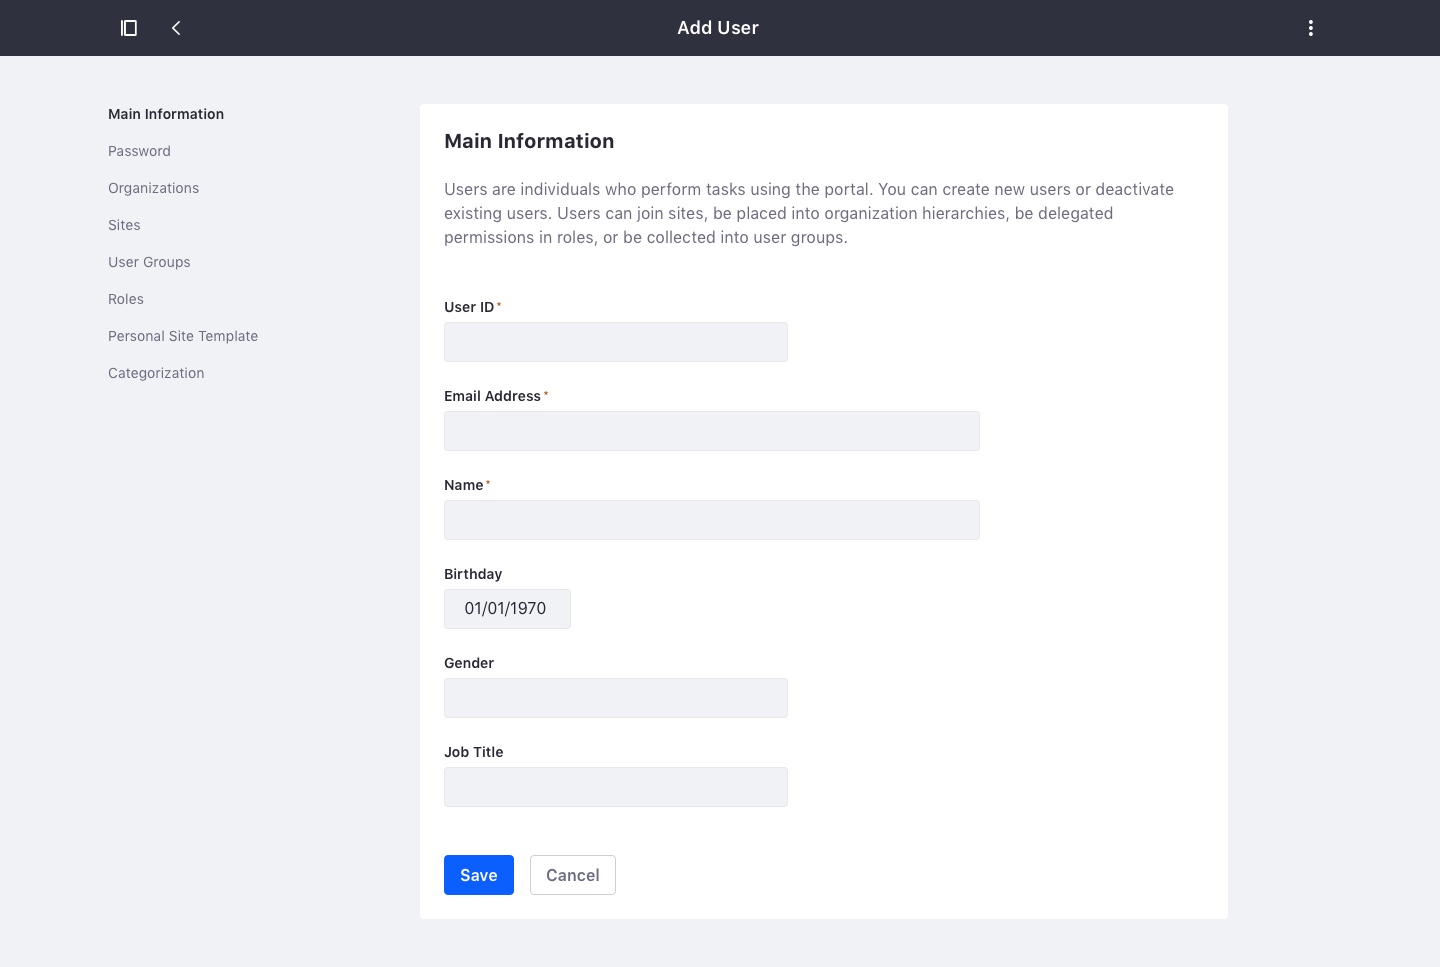 Add User
Main Information
Password
Organizations
Sites
User Groups
Roles
Personal Site Template
Categorization
Main Information
Users are individuals who perform tasks using the portal. You can create new users or deactivate
existing users. Users can join sites, be placed into organization hierarchies, be delegated
permissions in roles, or be collected into user groups.
User ID*
Email Address*
Name*
Birthday
01/01/1970
Gender
Job Title
Save Cancel